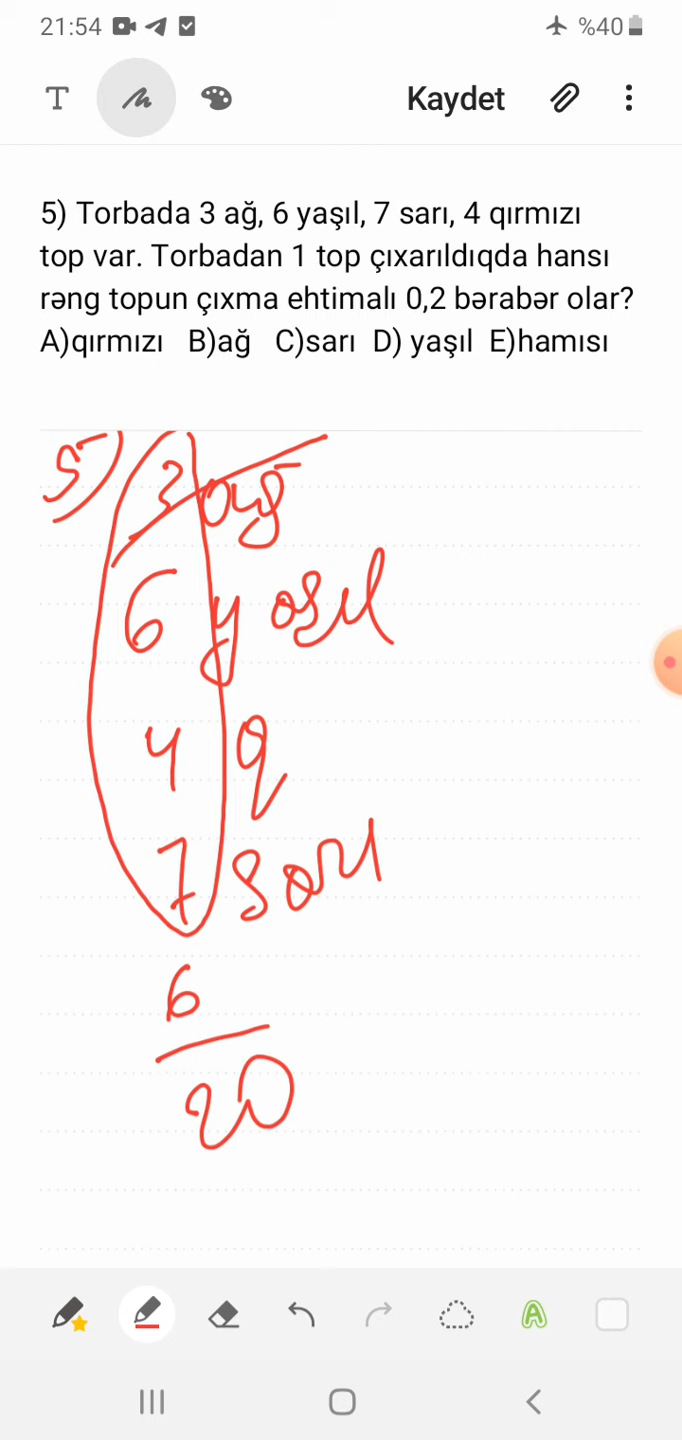 21:54 %40
T Kaydet
5) Torbada 3 ağ, 6 yaşıl, 7 sarı, 4 qırmızı
top var. Torbadan 1 top çıxarıldıqda hansı
rəng topun çıxma ehtimalı 0,2 bərabər olar?
A)qırmızı B)ağ C)sarı D) yaşıl E)hamısı
5) 3 ağ
6 yaşıl
4 q
7 sarı
6
20
A